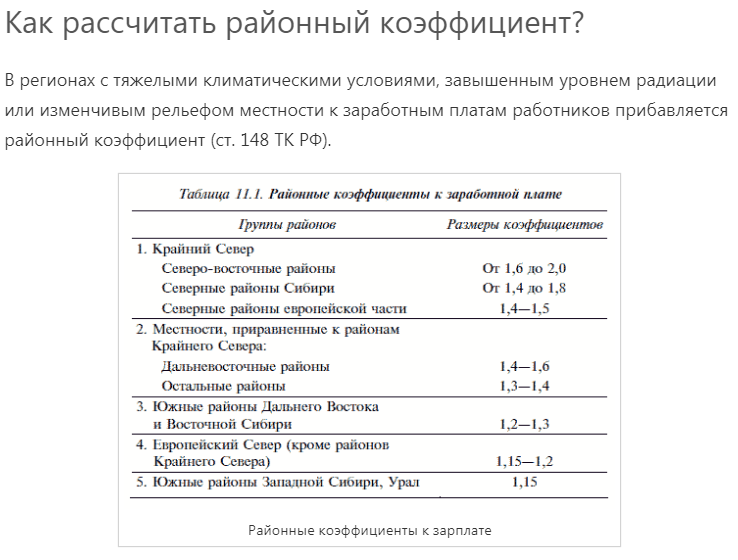 Как рассчитать районный коэффициент?
В регионах с тяжелыми климатическими условиями, завышенным уровнем радиации
или изменчивым рельефом местности к заработным платам работников прибавляется
районный коэффициент (ст. 148 ТК РФ).
Таблица 11.1. Районные коэффициенты к заработной плате
Группы районов Размеры коэффициентов
1. Крайний Север
Северо-восточные районы От 1,6 до 2,0
Северные районы Сибири От 1,4 до 1,8
Северные районы европейской части 1,4—1,5
2. Местности, приравненные к районам
Крайнего Севера:
Дальневосточные районы 1,4—1,6
Остальные районы 1,3—1,4
3. Южные районы Дальнего Востока
и Восточной Сибири 1,2—1,3
4. Европейский Север (кроме районов
Крайнего Севера) 1,15—1,2
5. Южные районы Западной Сибири, Урал 1,15
Районные коэффициенты к зарплате